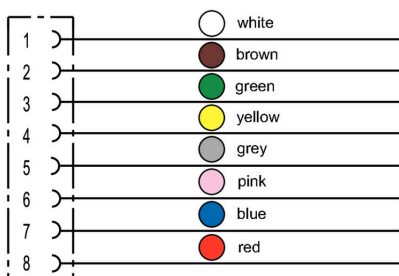 white
1
brown
2
green
3
yellow
4
grey
5
pink
6
blue
7
red
8